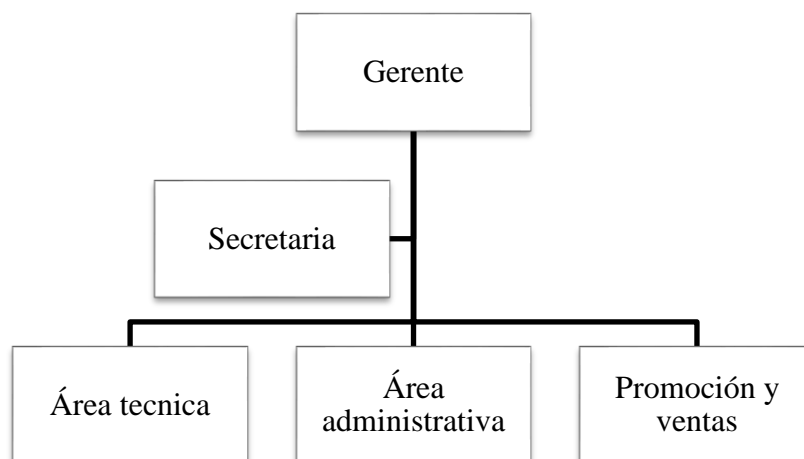 Gerente
Secretaria
Área tecnica
Área
administrativa
Promoción y
ventas